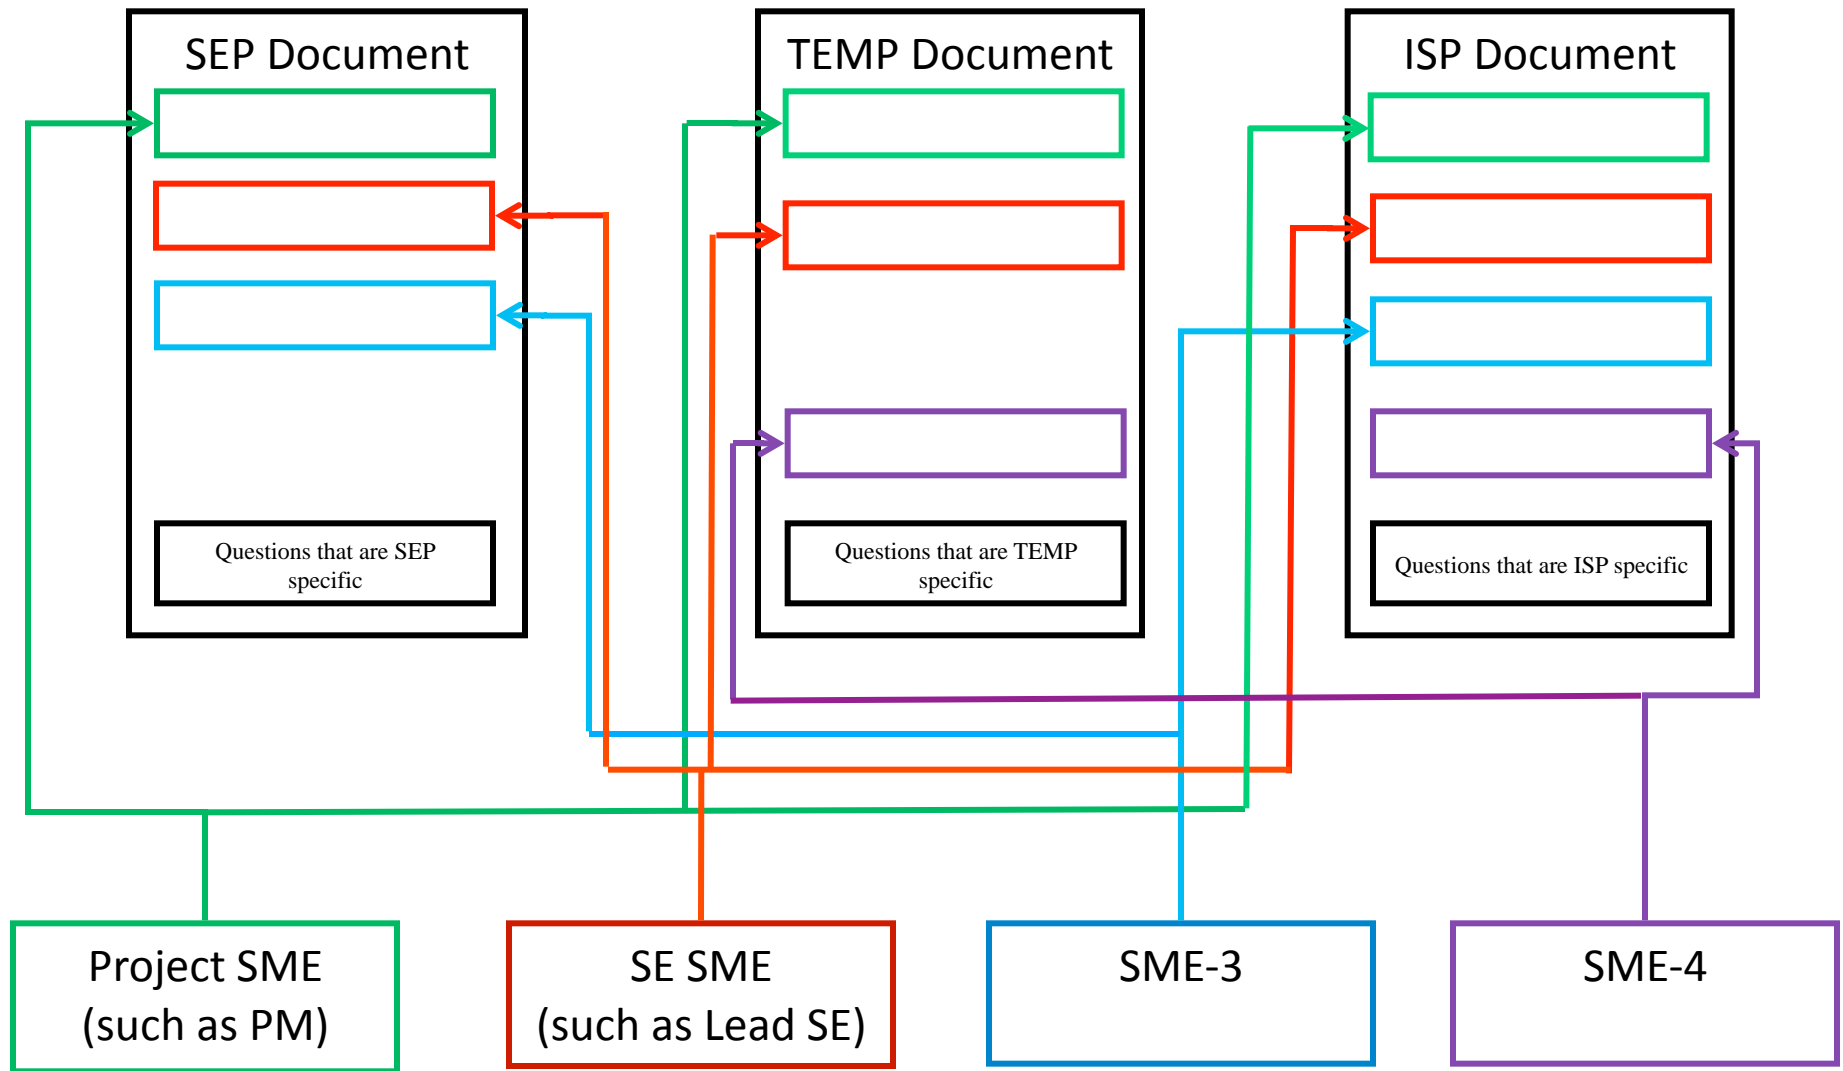 SEP Document
TEMP Document
ISP Document
Questions that are SEP
specific
Questions that are TEMP
specific
Questions that are ISP specific
Project SME
(such as PM)
SE SME
(such as Lead SE)
SME-3
SME-4